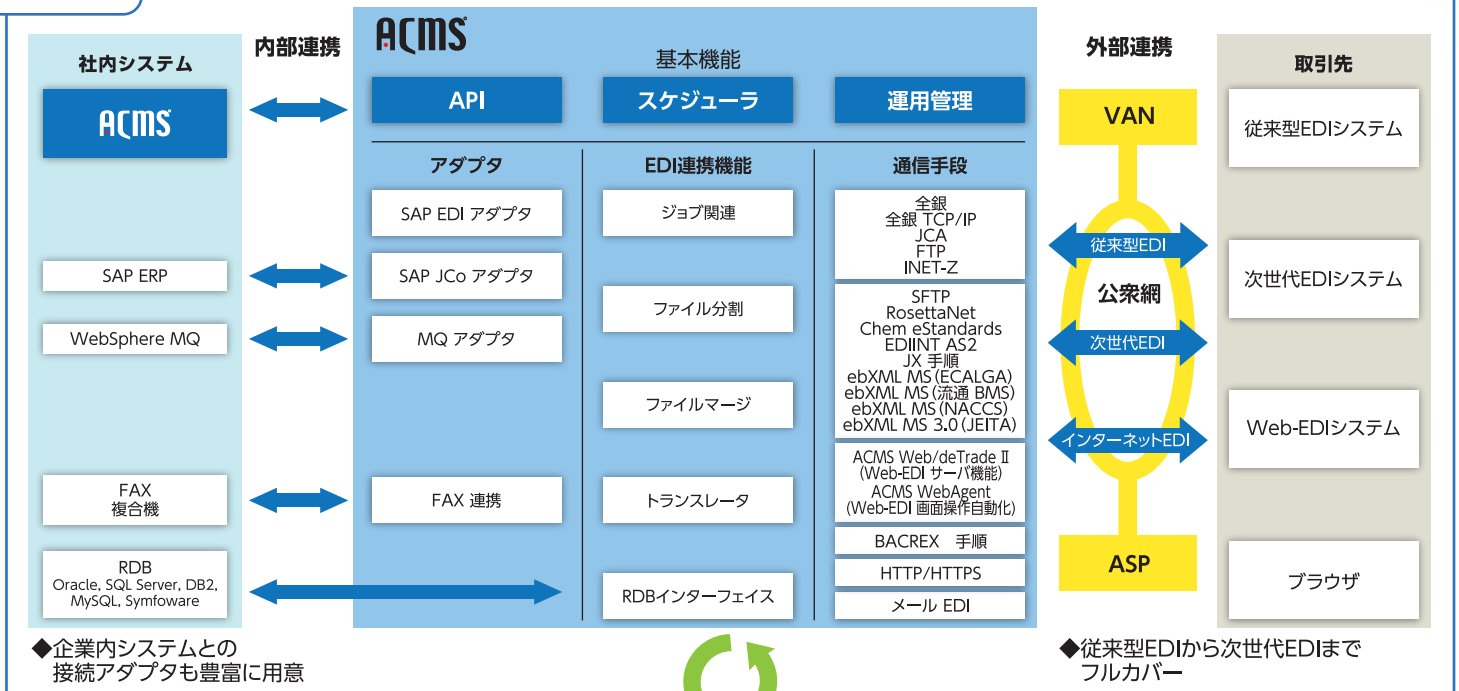 社内システム
ACMS
SAP ERP
WebSphere MQ
FAX
複合機
RDB
Oracle, SQL Server, DB2,
MySQL, Symfoware
◆企業内システムとの
接続アダプタも豊富に用意
内部連携
ACMS
基本機能
API
スケジューラ
運用管理
アダプタ
SAP EDI アダプタ
SAP JCo アダプタ
MQ アダプタ
FAX 連携
EDI連携機能
ジョブ関連
ファイル分割
ファイルマージ
トランスレータ
RDBインターフェイス
通信手段
全銀
全銀 TCP/IP
JCA
FTP
INET-Z
SFTP
RosettaNet
Chem eStandards
EDIINT AS2
JX 手順
ebXML MS(ECALGA)
ebXML MS(流通 BMS)
ebXML MS(NACCS)
ebXML MS 3.0(JEITA)
ACMS Web/deTrade Ⅱ
(Web-EDI サーバ機能)
ACMS WebAgent
(Web-EDI 画面操作自動化)
BACREX　手順
HTTP/HTTPS
メール EDI
外部連携
VAN
従来型EDI
公衆網
次世代EDI
インターネットEDI
ASP
取引先
従来型EDIシステム
次世代EDIシステム
Web-EDIシステム
ブラウザ
◆従来型EDIから次世代EDIまで
フルカバー